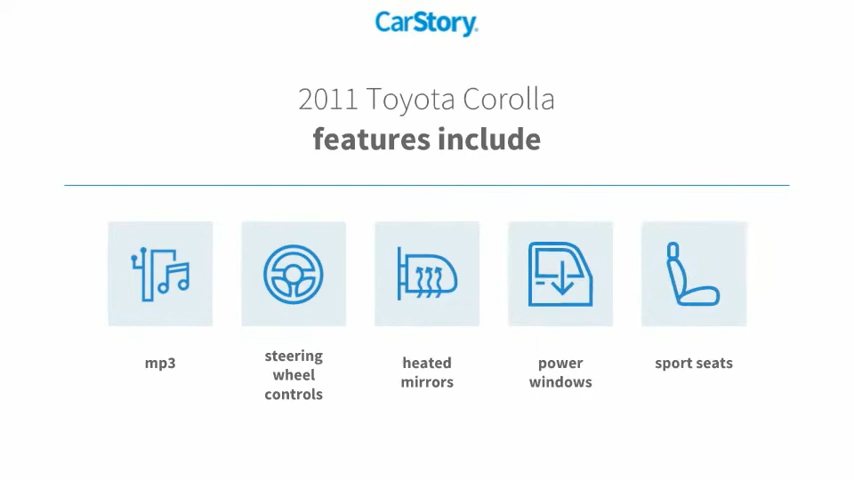 CarStory.
2011 Toyota Corolla
features include
mp3
steering
wheel
controls
heated
mirrors
power
windows
sport seats